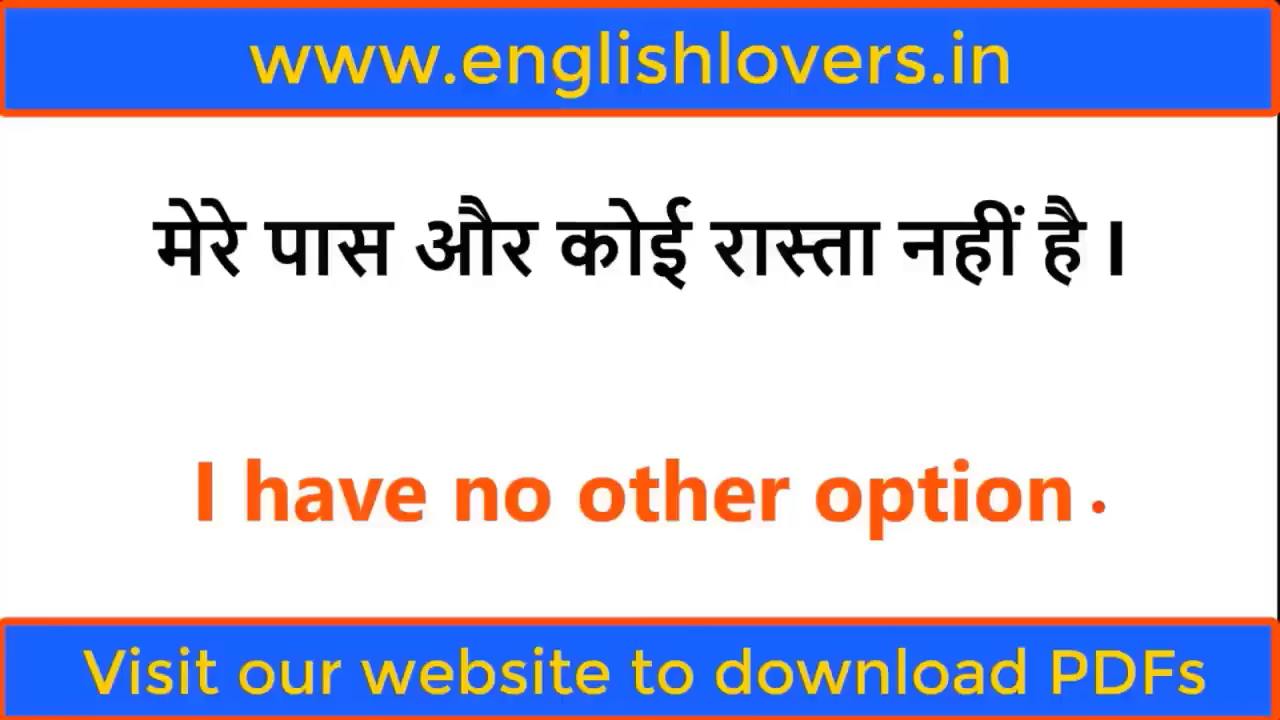 www.englishlovers.in
मेरे पास और कोई रास्ता नहीं है।
I have no other option.
Visit our website to download PDFs